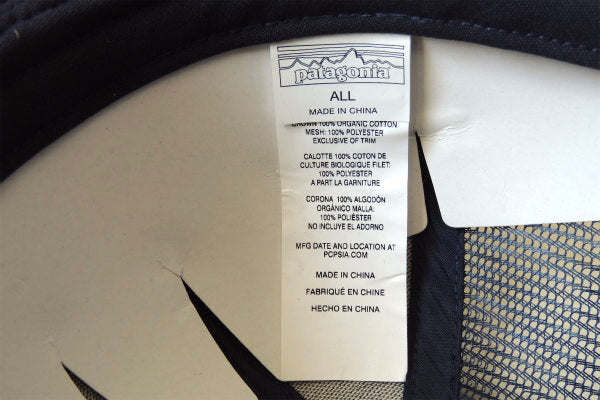 patagonia
ALL
MADE IN CHINA
CROWN 100% ORGANIC COTTON
MESH: 100% POLYESTER
EXCLUSIVE OF TRIM
CALOTTE 100% COTON DE
CULTURE BIOLOGIQUE FILET:
100% POLYESTER
A PART LA GARNITURE
CORONA 100% ALGODÓN
ORGÁNICO MALLA:
100% POLIÉSTER
NO INCLUYE EL ADORNO
MFG DATE AND LOCATION AT
PCPSIA.COM
MADE IN CHINA
FABRIQUÉ EN CHINE
HECHO EN CHINA